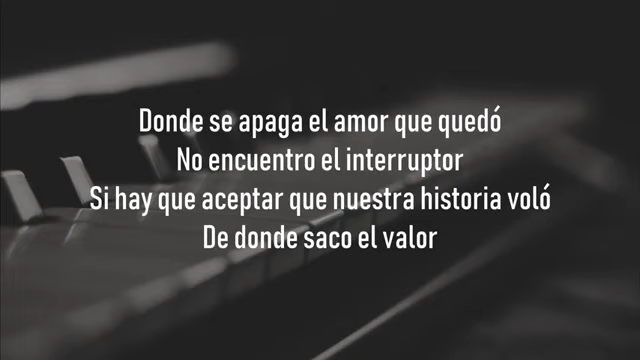 Donde se apaga el amor que quedó
No encuentro el interruptor
Si hay que aceptar que nuestra historia voló
De donde saco el valor